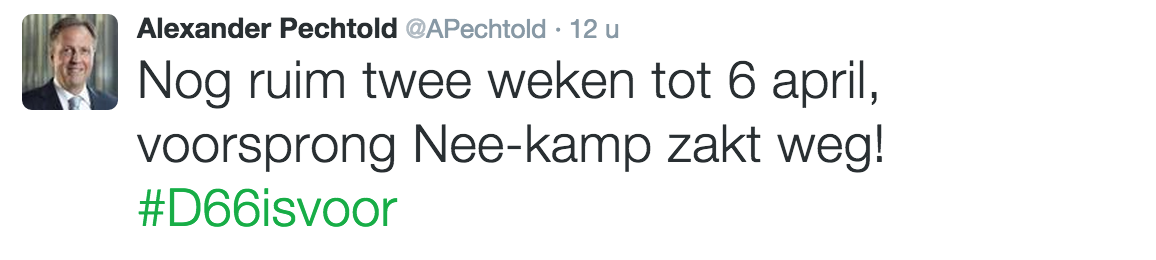 Alexander Pechtold @APechtold · 12 u
Nog ruim twee weken tot 6 april,
voorsprong Nee-kamp zakt weg!
#D66isvoor